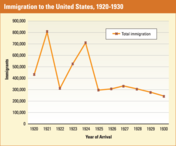 Immigration to the United States, 1920-1930
900,000
800,000
700,000
600,000
500,000
400,000
300,000
200,000
100,000
0
Immigrants
Total Immigration
1920 1921 1922 1923 1924 1925 1926 1927 1928 1929 1930
Year of Arrival